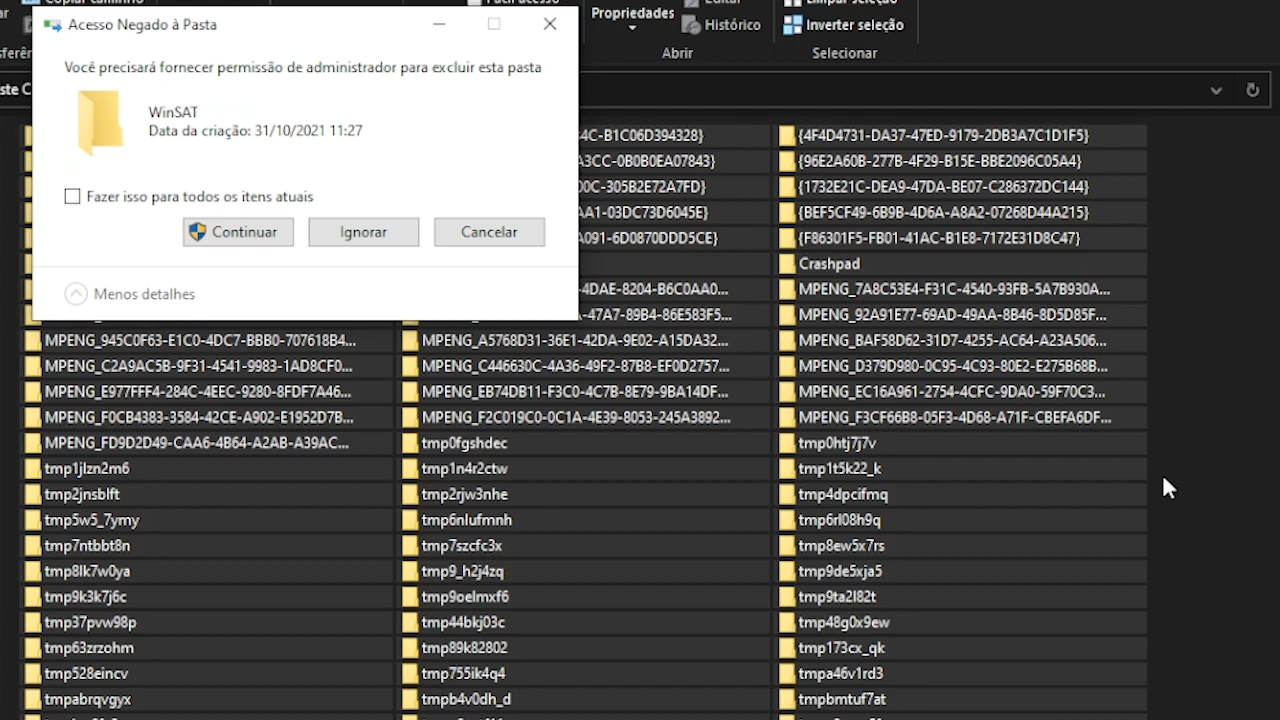 Copiar caminho
Fácil acesso
Editar
Limpar seleção
Acesso Negado à Pasta
Propriedades
Histórico
Inverter seleção
Abrir
Selecionar
Você precisará fornecer permissão de administrador para excluir esta pasta
ste C
WinSAT
Data da criação: 31/10/2021 11:27
Fazer isso para todos os itens atuais
Continuar
Ignorar
Cancelar
Menos detalhes
4C-B1C06D394328}
{4F4D4731-DA37-47ED-9179-2DB3A7C1D1F5}
A3CC-0B0B0EA07843}
{96E2A60B-277B-4F29-B15E-BBE2096C05A4}
00C-305B2E72A7FD}
{1732E21C-DEA9-47DA-BE07-C286372DC144}
AA1-03DC73D6045E}
{BEF5CF49-6B9B-4D6A-A8A2-07268D44A215}
A091-6D0870DDD5CE}
{F86301F5-FB01-41AC-B1E8-7172E31D8C47}
Crashpad
-4DAE-8204-B6C0AA0...
MPENG_7A8C53E4-F31C-4540-93FB-5A7B930A...
-47A7-89B4-86E583F5...
MPENG_92A91E77-69AD-49AA-8B46-8D5D85F...
MPENG_945C0F63-E1C0-4DC7-BBB0-707618B4...
MPENG_A5768D31-36E1-42DA-9E02-A15DA32...
MPENG_BAF58D62-31D7-4255-AC64-A23A506...
MPENG_C2A9AC5B-9F31-4541-9983-1AD8CF0...
MPENG_C446630C-4A36-49F2-87B8-EF0D2757...
MPENG_D379D980-0C95-4C93-80E2-E275B68B...
MPENG_E977FFF4-284C-4EEC-9280-8FDF7A46...
MPENG_EB74DB11-F3C0-4C7B-8E79-9BA14DF...
MPENG_EC16A961-2754-4CFC-9DA0-59F70C3...
MPENG_F0CB4383-3584-42CE-A902-E1952D7B...
MPENG_F2C019C0-0C1A-4E39-8053-245A3892...
MPENG_F3CF66B8-05F3-4D68-A71F-CBEFA6DF...
MPENG_FD9D2D49-CAA6-4B64-A2AB-A39AC...
tmp0fgshdec
tmp0htj7j7v
tmp1jlzn2m6
tmp1n4r2ctw
tmp1t5k22_k
tmp2jnsblft
tmp2rjw3nhe
tmp4dpcifmq
tmp5w5_7ymy
tmp6nlufmnh
tmp6rl08h9q
tmp7ntbbt8n
tmp7szcfc3x
tmp8ew5x7rs
tmp8lk7w0ya
tmp9_h2j4zq
tmp9de5xja5
tmp9k3k7j6c
tmp9oelmxf6
tmp9ta2l82t
tmp37pvw98p
tmp44bkj03c
tmp48g0x9ew
tmp63zrzohm
tmp89k82802
tmp173cx_qk
tmp528eincv
tmp755ik4q4
tmpa46v1rd3
tmpabrqvgyx
tmpb4v0dh_d
tmpbmtuf7at